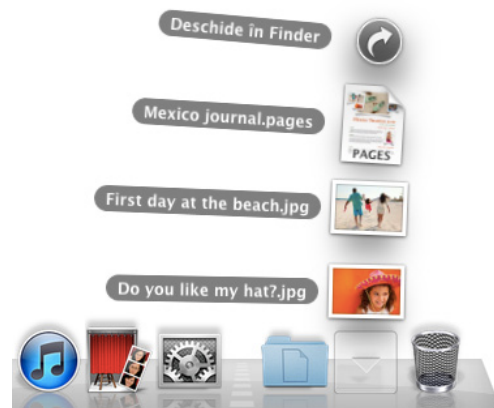 Deschide în Finder
Mexico journal.pages
PAGES
First day at the beach.jpg
Do you like my hat?.jpg